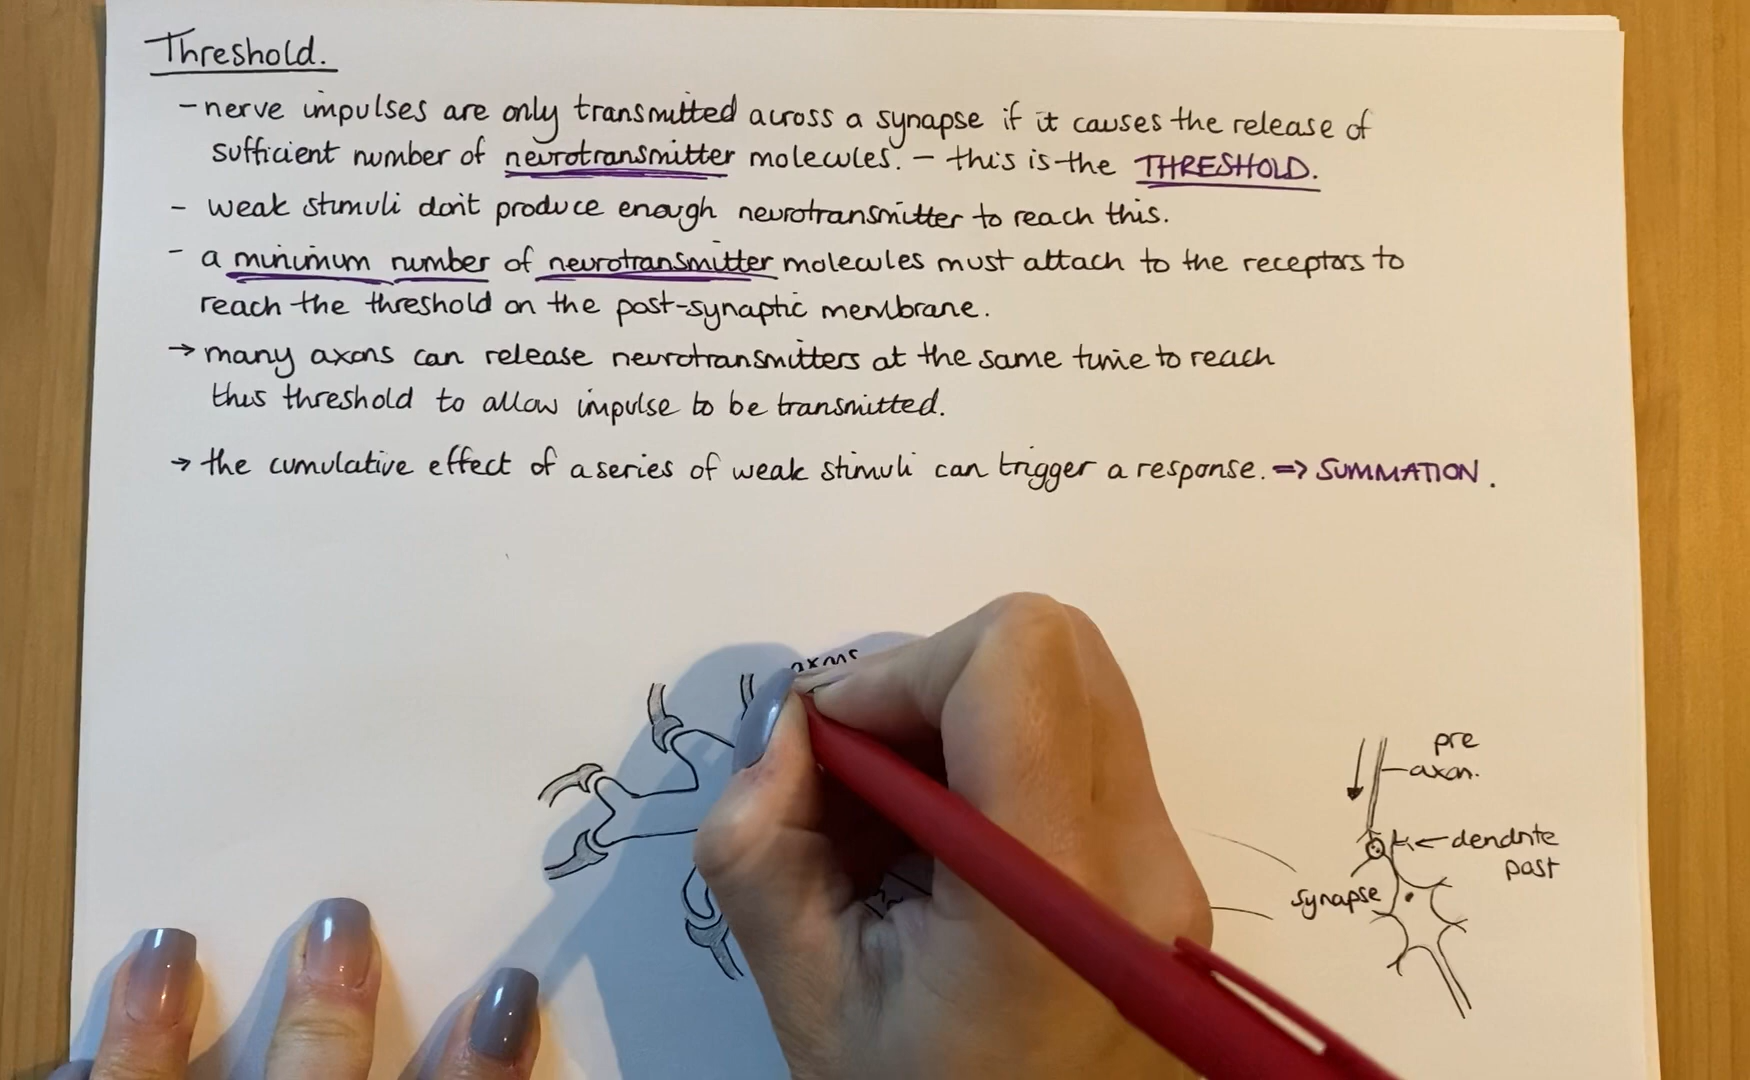 Threshold.
- nerve impulses are only transmitted across a synapse if it causes the release of
sufficient number of neurotransmitter molecules. - this is the THRESHOLD.
- weak stimuli don't produce enough neurotransmitter to reach this.
- a minimum number of neurotransmitter molecules must attach to the receptors to
reach the threshold on the post-synaptic membrane.
→ many axons can release neurotransmitters at the same time to reach
this threshold to allow impulse to be transmitted.
→ the cumulative effect of a series of weak stimuli can trigger a response. => SUMMATION.
axons
pre
axon.
← dendrite
post
synapse